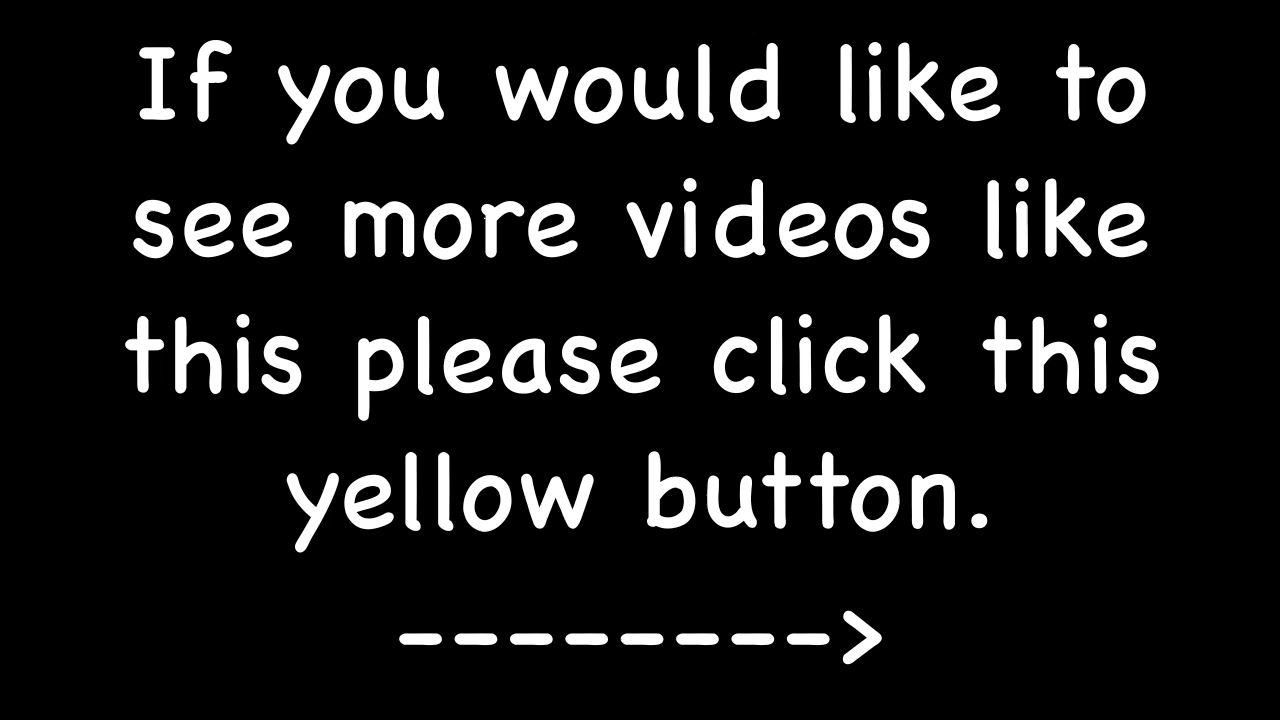 If you would like to
see more videos like
this please click this
yellow button.
-------->